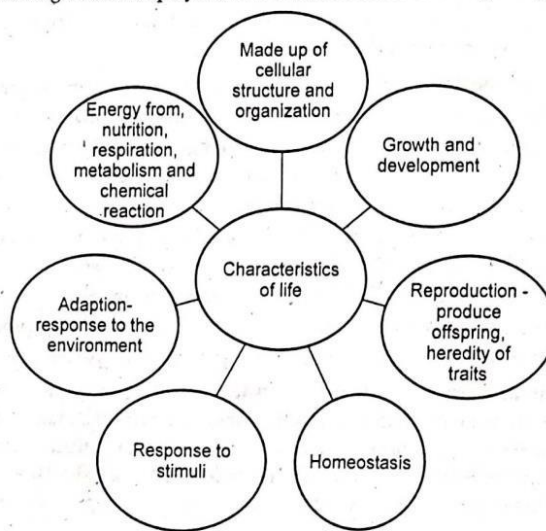 Made up of
cellular
structure and
organization
Energy from,
nutrition,
respiration,
metabolism and
chemical
reaction
Growth and
development
Characteristics
of life
Adaption-
response to the
environment
Reproduction -
produce
offspring,
heredity of
traits
Response to
stimuli
Homeostasis